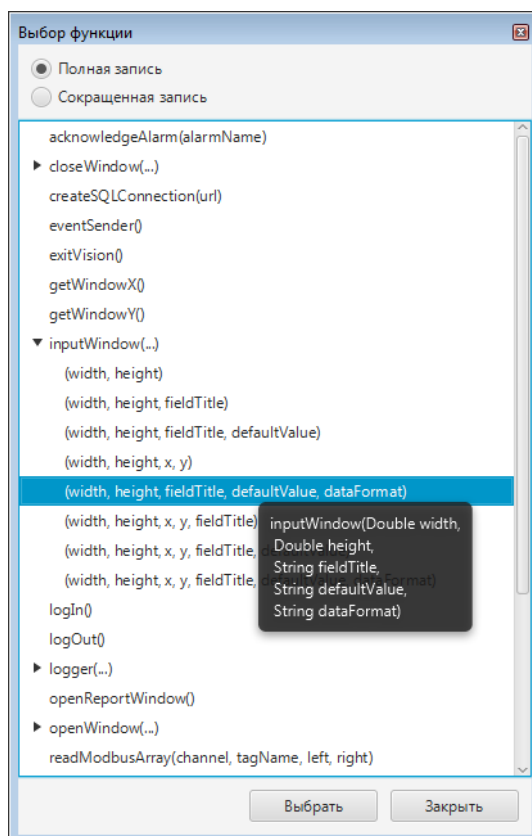 Выбор функции
Полная запись
Сокращенная запись
acknowledgeAlarm(alarmName)
closeWindow(...)
createSQLConnection(url)
eventSender()
exitVision()
getWindowX()
getWindowY()
inputWindow(...)
(width, height)
(width, height, fieldTitle)
(width, height, fieldTitle, defaultValue)
(width, height, x, y)
(width, height, fieldTitle, defaultValue, dataFormat)
(width, height, x, y, fieldTitle)
(width, height, x, y, fieldTitle, defaultValue)
(width, height, x, y, fieldTitle, defaultValue, dataFormat)
inputWindow(Double width,
Double height,
String fieldTitle,
String defaultValue,
String dataFormat)
logIn()
logOut()
logger(...)
openReportWindow()
openWindow(...)
readModbusArray(channel, tagName, left, right)
Выбрать
Закрыть